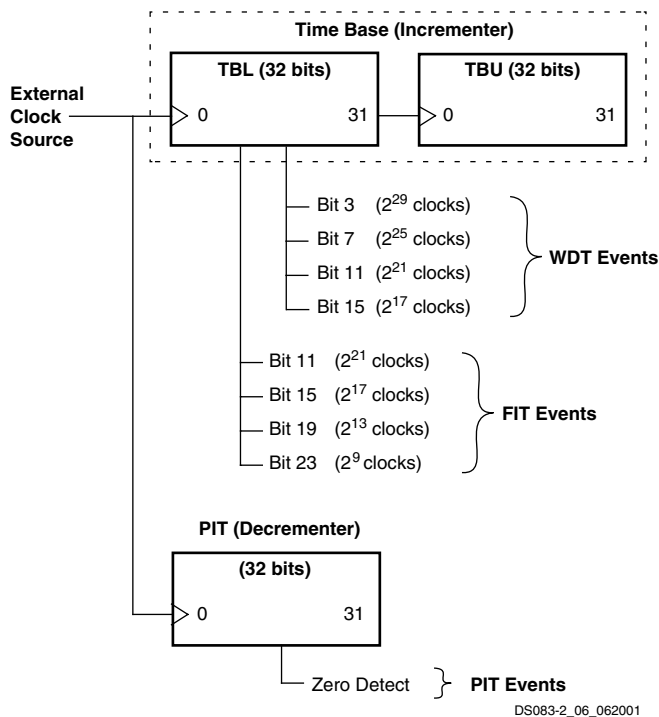 Time Base (Incrementer)
TBL (32 bits)
TBU (32 bits)
External
Clock
Source
0
31
0
31
Bit 3 (2^29 clocks)
Bit 7 (2^25 clocks)
Bit 11 (2^21 clocks)
Bit 15 (2^17 clocks)
WDT Events
Bit 11 (2^21 clocks)
Bit 15 (2^17 clocks)
Bit 19 (2^13 clocks)
Bit 23 (2^9 clocks)
FIT Events
PIT (Decrementer)
(32 bits)
0
31
Zero Detect
PIT Events
DS083-2_06_062001